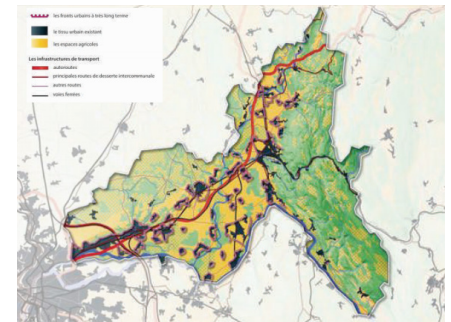 les fronts urbains à très long terme
le tissu urbain existant
les espaces agricoles
Les infrastructures de transport
autoroutes
principales routes de desserte intercommunale
autres routes
voies ferrées